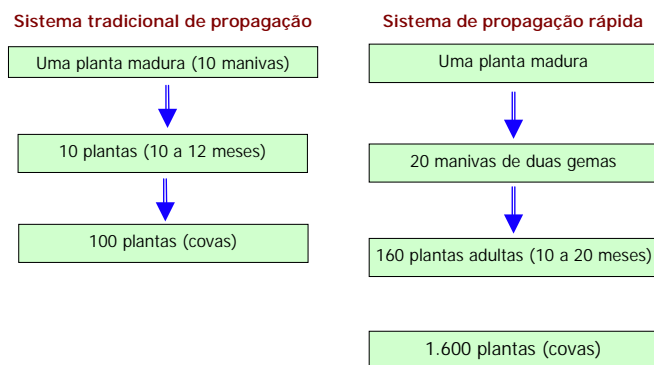 Sistema tradicional de propagação
Uma planta madura (10 manivas)
10 plantas (10 a 12 meses)
100 plantas (covas)
Sistema de propagação rápida
Uma planta madura
20 manivas de duas gemas
160 plantas adultas (10 a 20 meses)
1.600 plantas (covas)